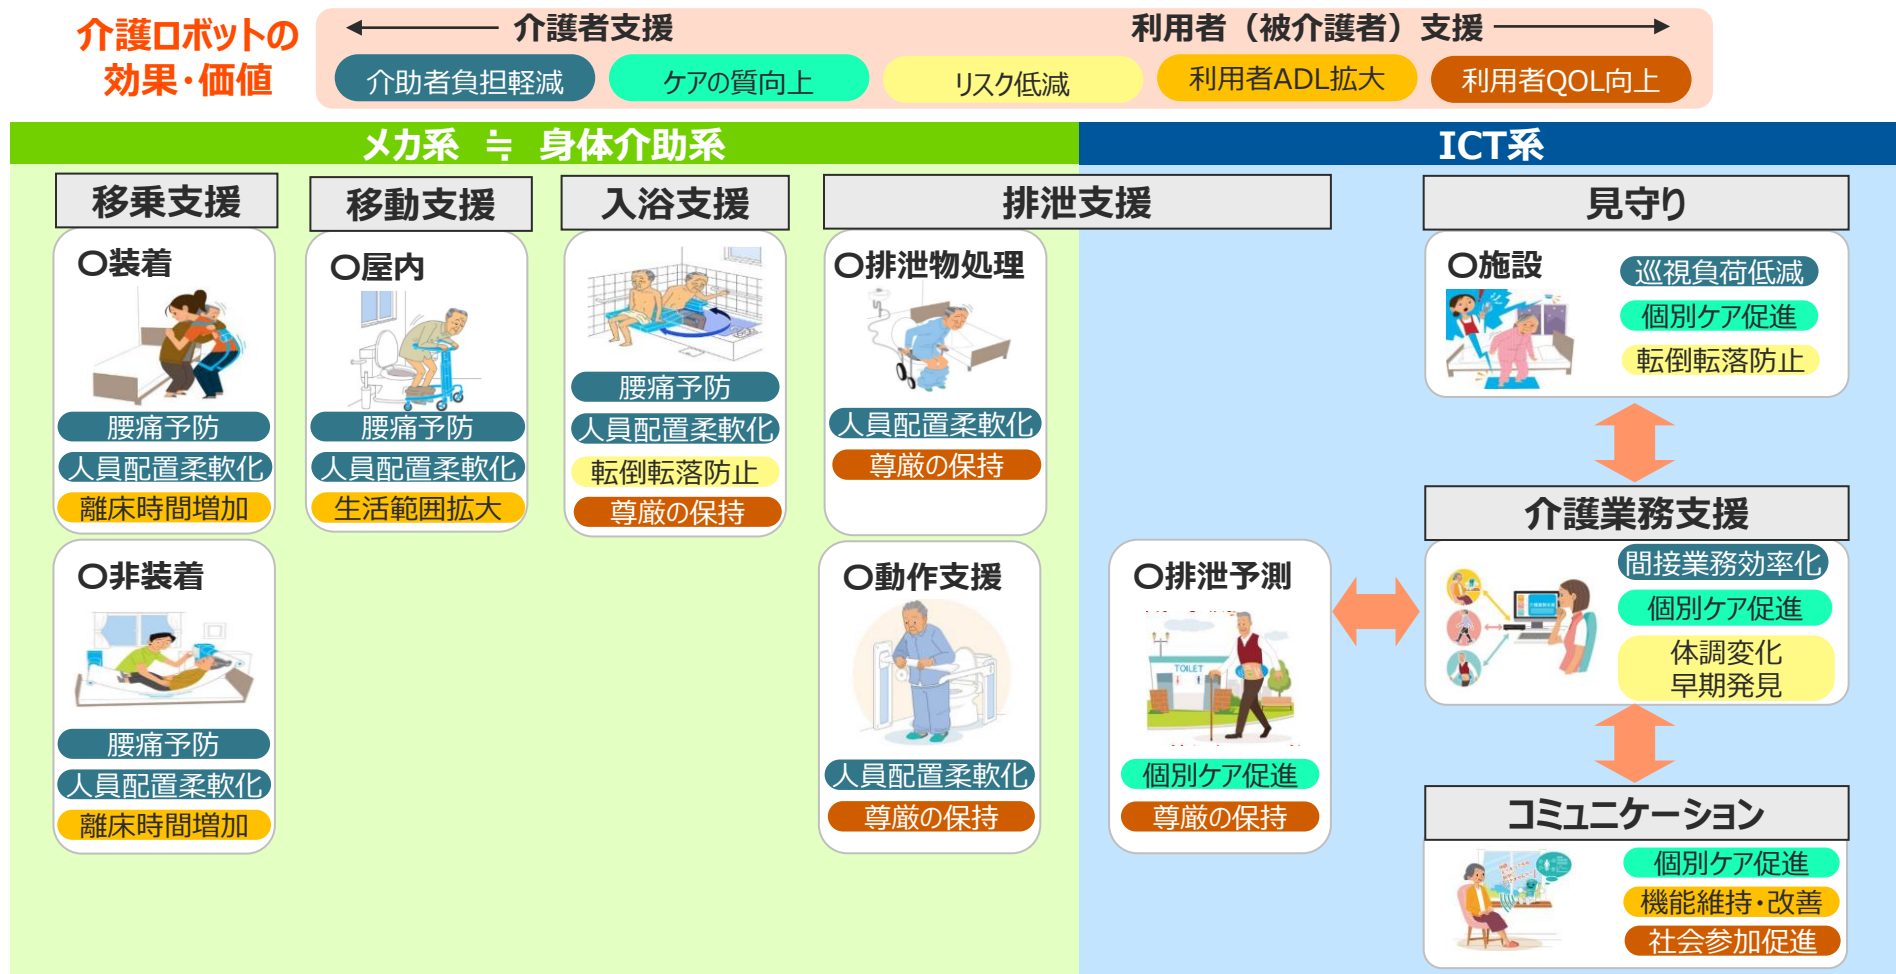 介護ロボットの
効果・価値
介護者支援
利用者（被介護者）支援
介助者負担軽減
ケアの質向上
リスク低減
利用者ADL拡大
利用者QOL向上
メカ系 ≒ 身体介助系
ICT系
移乗支援
〇装着
腰痛予防
人員配置柔軟化
離床時間増加
〇非装着
腰痛予防
人員配置柔軟化
離床時間増加
移動支援
〇屋内
腰痛予防
人員配置柔軟化
生活範囲拡大
入浴支援
腰痛予防
人員配置柔軟化
転倒転落防止
尊厳の保持
排泄支援
〇排泄物処理
人員配置柔軟化
尊厳の保持
〇動作支援
人員配置柔軟化
尊厳の保持
〇排泄予測
TOILET
個別ケア促進
尊厳の保持
見守り
〇施設
巡視負荷低減
個別ケア促進
転倒転落防止
介護業務支援
間接業務効率化
個別ケア促進
体調変化
早期発見
コミュニケーション
個別ケア促進
機能維持・改善
社会参加促進